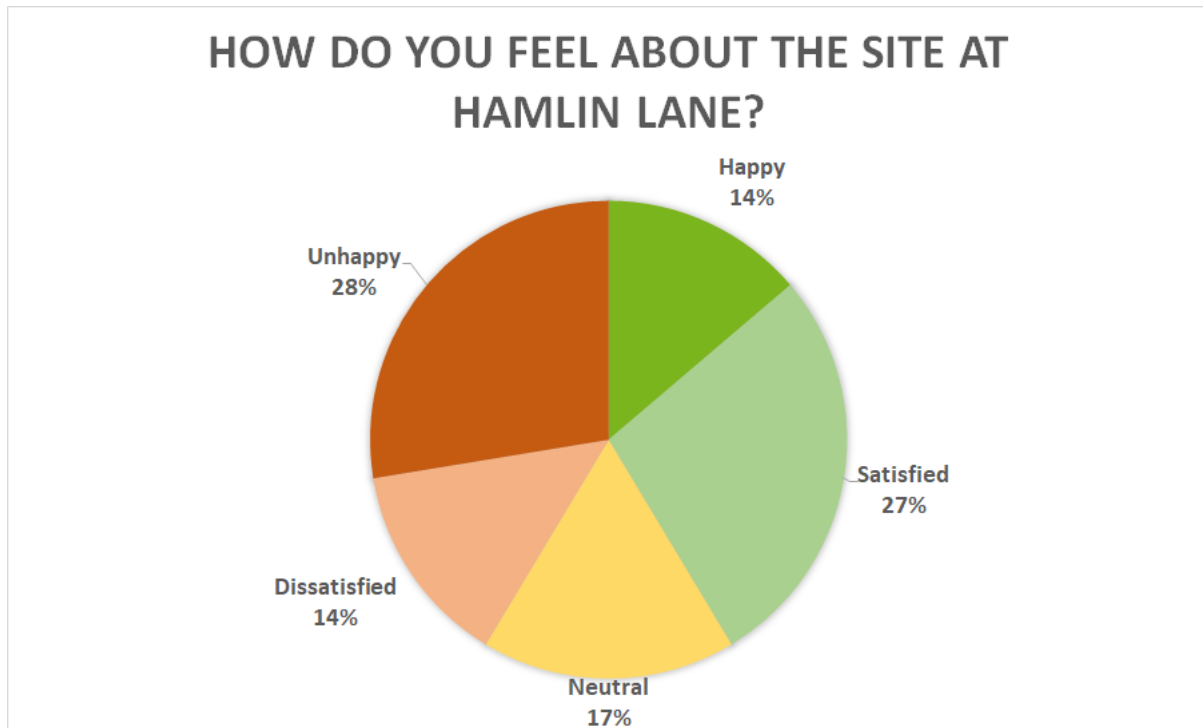 HOW DO YOU FEEL ABOUT THE SITE AT
HAMLIN LANE?
Happy
14%
Unhappy
28%
Satisfied
27%
Dissatisfied
14%
Neutral
17%